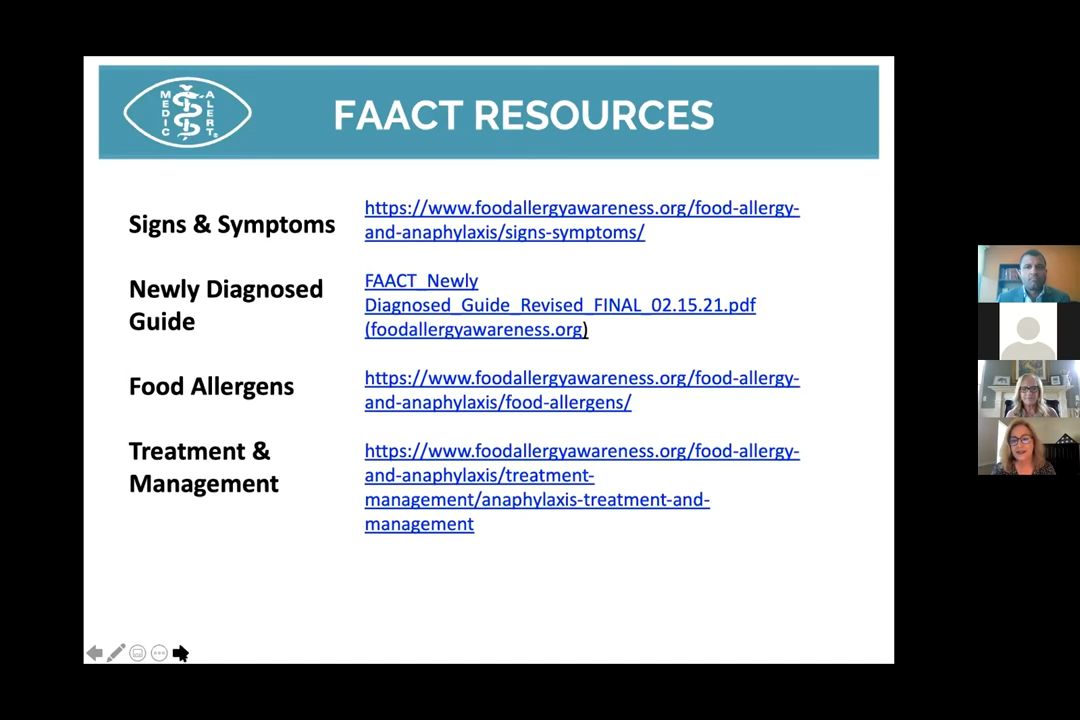 MEDIC ALERT®
FAACT RESOURCES
Signs & Symptoms
https://www.foodallergyawareness.org/food-allergy-
and-anaphylaxis/signs-symptoms/
Newly Diagnosed
Guide
FAACT_Newly
Diagnosed_Guide_Revised_FINAL_02.15.21.pdf
(foodallergyawareness.org)
Food Allergens
https://www.foodallergyawareness.org/food-allergy-
and-anaphylaxis/food-allergens/
Treatment &
Management
https://www.foodallergyawareness.org/food-allergy-
and-anaphylaxis/treatment-
management/anaphylaxis-treatment-and-
management